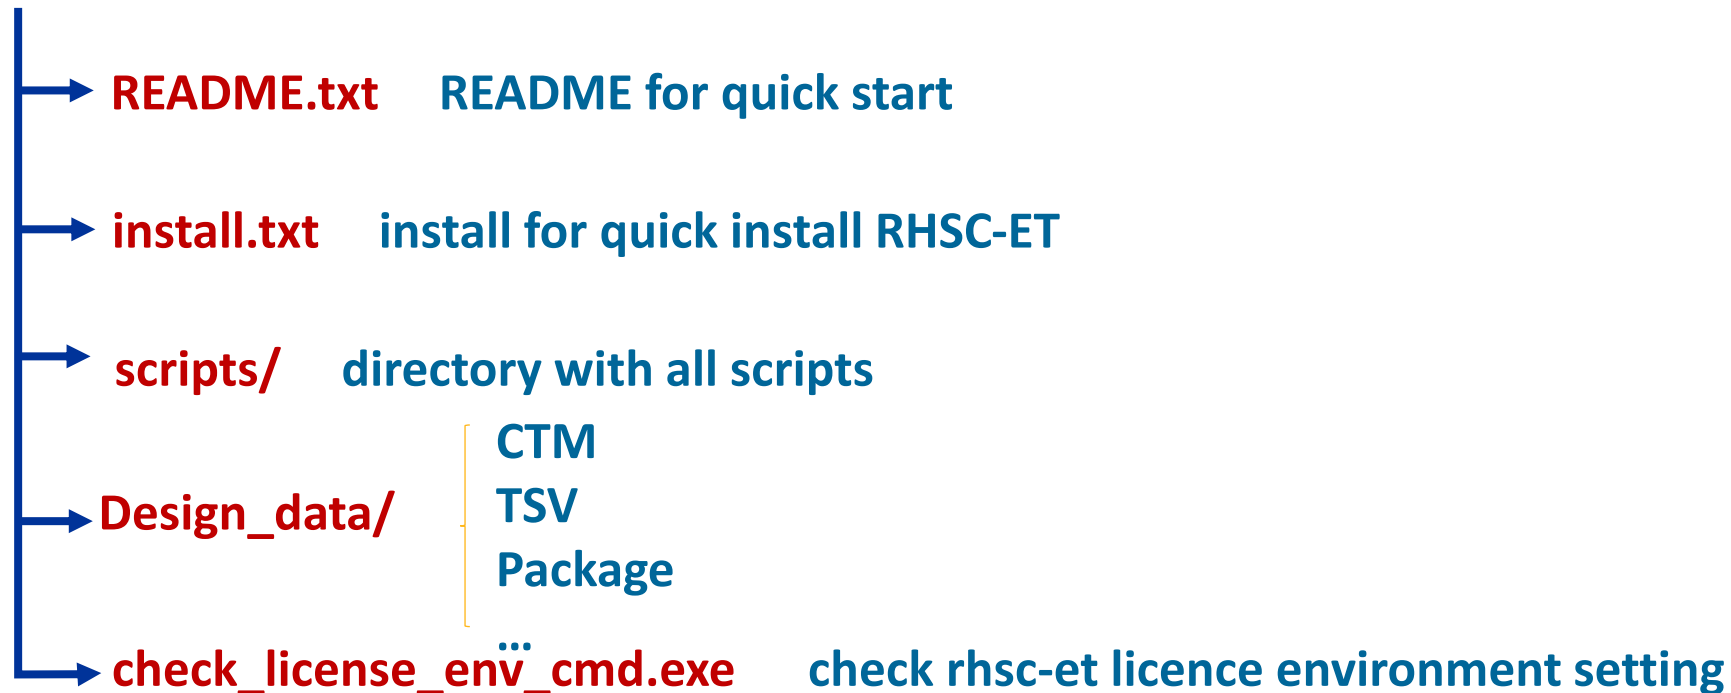 README.txt README for quick start
install.txt install for quick install RHSC-ET
scripts/ directory with all scripts
CTM
TSV
Design_data/
Package
...
check_license_env_cmd.exe check rhsc-et licence environment setting